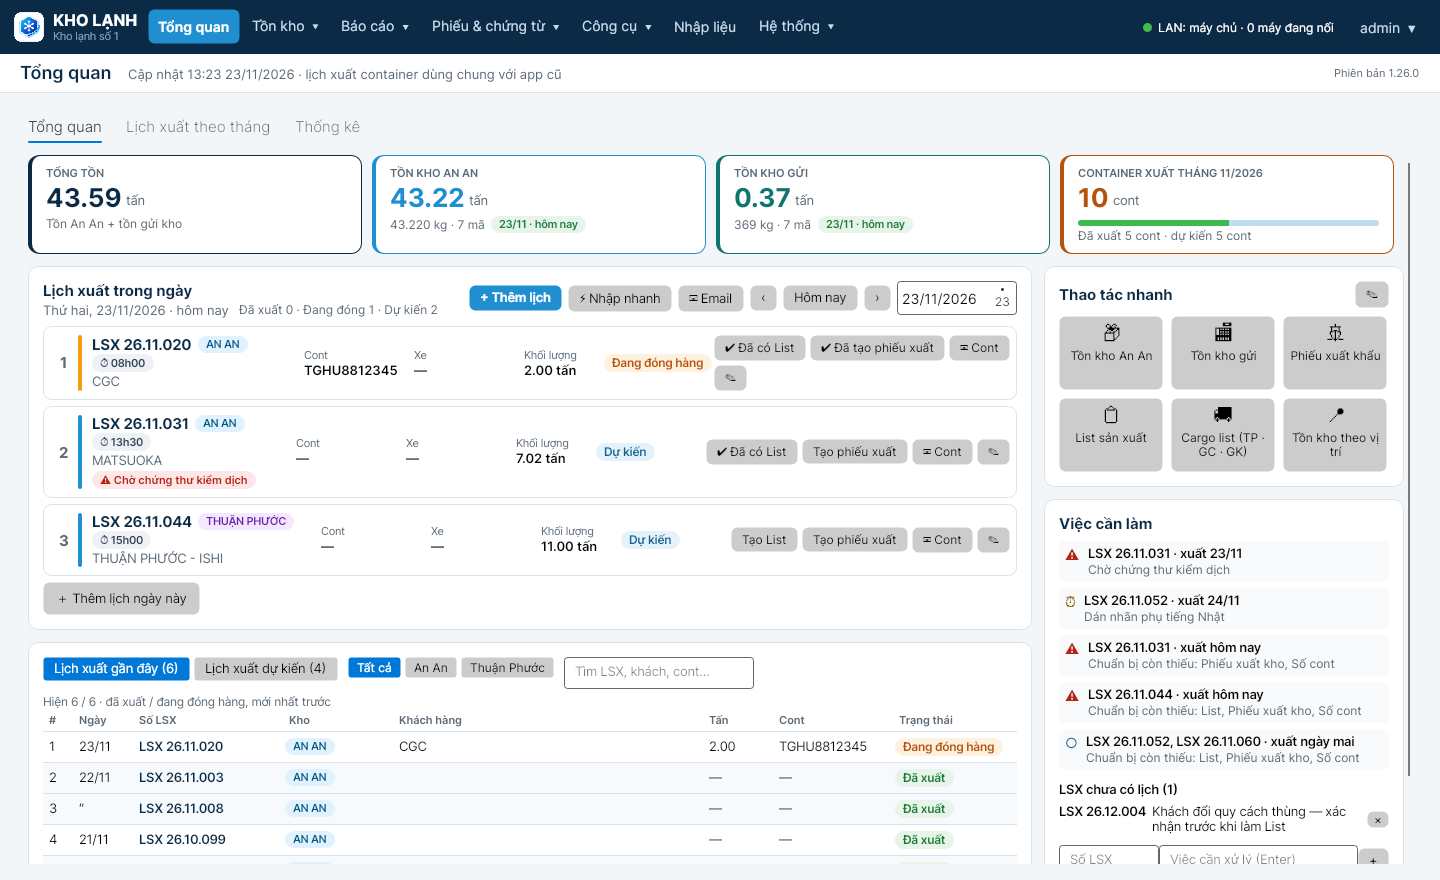 KHO LẠNH
Kho lạnh số 1
Tổng quan
Tồn kho ▾
Báo cáo ▾
Phiếu & chứng từ ▾
Công cụ ▾
Nhập liệu
Hệ thống ▾
LAN: máy chủ · 0 máy đang nối
admin ▾
Tổng quan
Cập nhật 13:23 23/11/2026 · lịch xuất container dùng chung với app cũ
Phiên bản 1.26.0
Tổng quan
Lịch xuất theo tháng
Thống kê
TỔNG TỒN
43.59 tấn
Tồn An An + tồn gửi kho
TỒN KHO AN AN
43.22 tấn
43.220 kg · 7 mã 23/11 · hôm nay
TỒN KHO GỬI
0.37 tấn
369 kg · 7 mã 23/11 · hôm nay
CONTAINER XUẤT THÁNG 11/2026
10 cont
Đã xuất 5 cont · dự kiến 5 cont
Lịch xuất trong ngày
Thứ hai, 23/11/2026 · hôm nay Đã xuất 0 · Đang đóng 1 · Dự kiến 2
+ Thêm lịch
⚡ Nhập nhanh
Email
‹
Hôm nay
›
23/11/2026
23
1
LSX 26.11.020 AN AN
08h00
CGC
Cont
TGHU8812345
Xe
—
Khối lượng
2.00 tấn
Đang đóng hàng
✔ Đã có List
✔ Đã tạo phiếu xuất
Cont
2
LSX 26.11.031 AN AN
13h30
MATSUOKA
⚠ Chờ chứng thư kiểm dịch
Cont
—
Xe
—
Khối lượng
7.02 tấn
Dự kiến
✔ Đã có List
Tạo phiếu xuất
Cont
3
LSX 26.11.044 THUẬN PHƯỚC
15h00
THUẬN PHƯỚC - ISHI
Cont
—
Xe
—
Khối lượng
11.00 tấn
Dự kiến
Tạo List
Tạo phiếu xuất
Cont
+ Thêm lịch ngày này
Lịch xuất gần đây (6)
Lịch xuất dự kiến (4)
Tất cả
An An
Thuận Phước
Tìm LSX, khách, cont...
Hiện 6 / 6 · đã xuất / đang đóng hàng, mới nhất trước
# Ngày Số LSX Kho Khách hàng Tấn Cont Trạng thái
1 23/11 LSX 26.11.020 AN AN CGC 2.00 TGHU8812345 Đang đóng hàng
2 22/11 LSX 26.11.003 AN AN — — Đã xuất
3 〃 LSX 26.11.008 AN AN — — Đã xuất
4 21/11 LSX 26.10.099 AN AN — — Đã xuất
Thao tác nhanh
Tồn kho An An
Tồn kho gửi
Phiếu xuất khẩu
List sản xuất
Cargo list (TP ·
GC · GK)
Tồn kho theo vị
trí
Việc cần làm
LSX 26.11.031 · xuất 23/11
Chờ chứng thư kiểm dịch
LSX 26.11.052 · xuất 24/11
Dán nhãn phụ tiếng Nhật
LSX 26.11.031 · xuất hôm nay
Chuẩn bị còn thiếu: Phiếu xuất kho, Số cont
LSX 26.11.044 · xuất hôm nay
Chuẩn bị còn thiếu: List, Phiếu xuất kho, Số cont
LSX 26.11.052, LSX 26.11.060 · xuất ngày mai
Chuẩn bị còn thiếu: List, Phiếu xuất kho, Số cont
LSX chưa có lịch (1)
LSX 26.12.004 Khách đổi quy cách thùng — xác
nhận trước khi làm List
×
Số LSX
Việc cần xử lý (Enter)
+